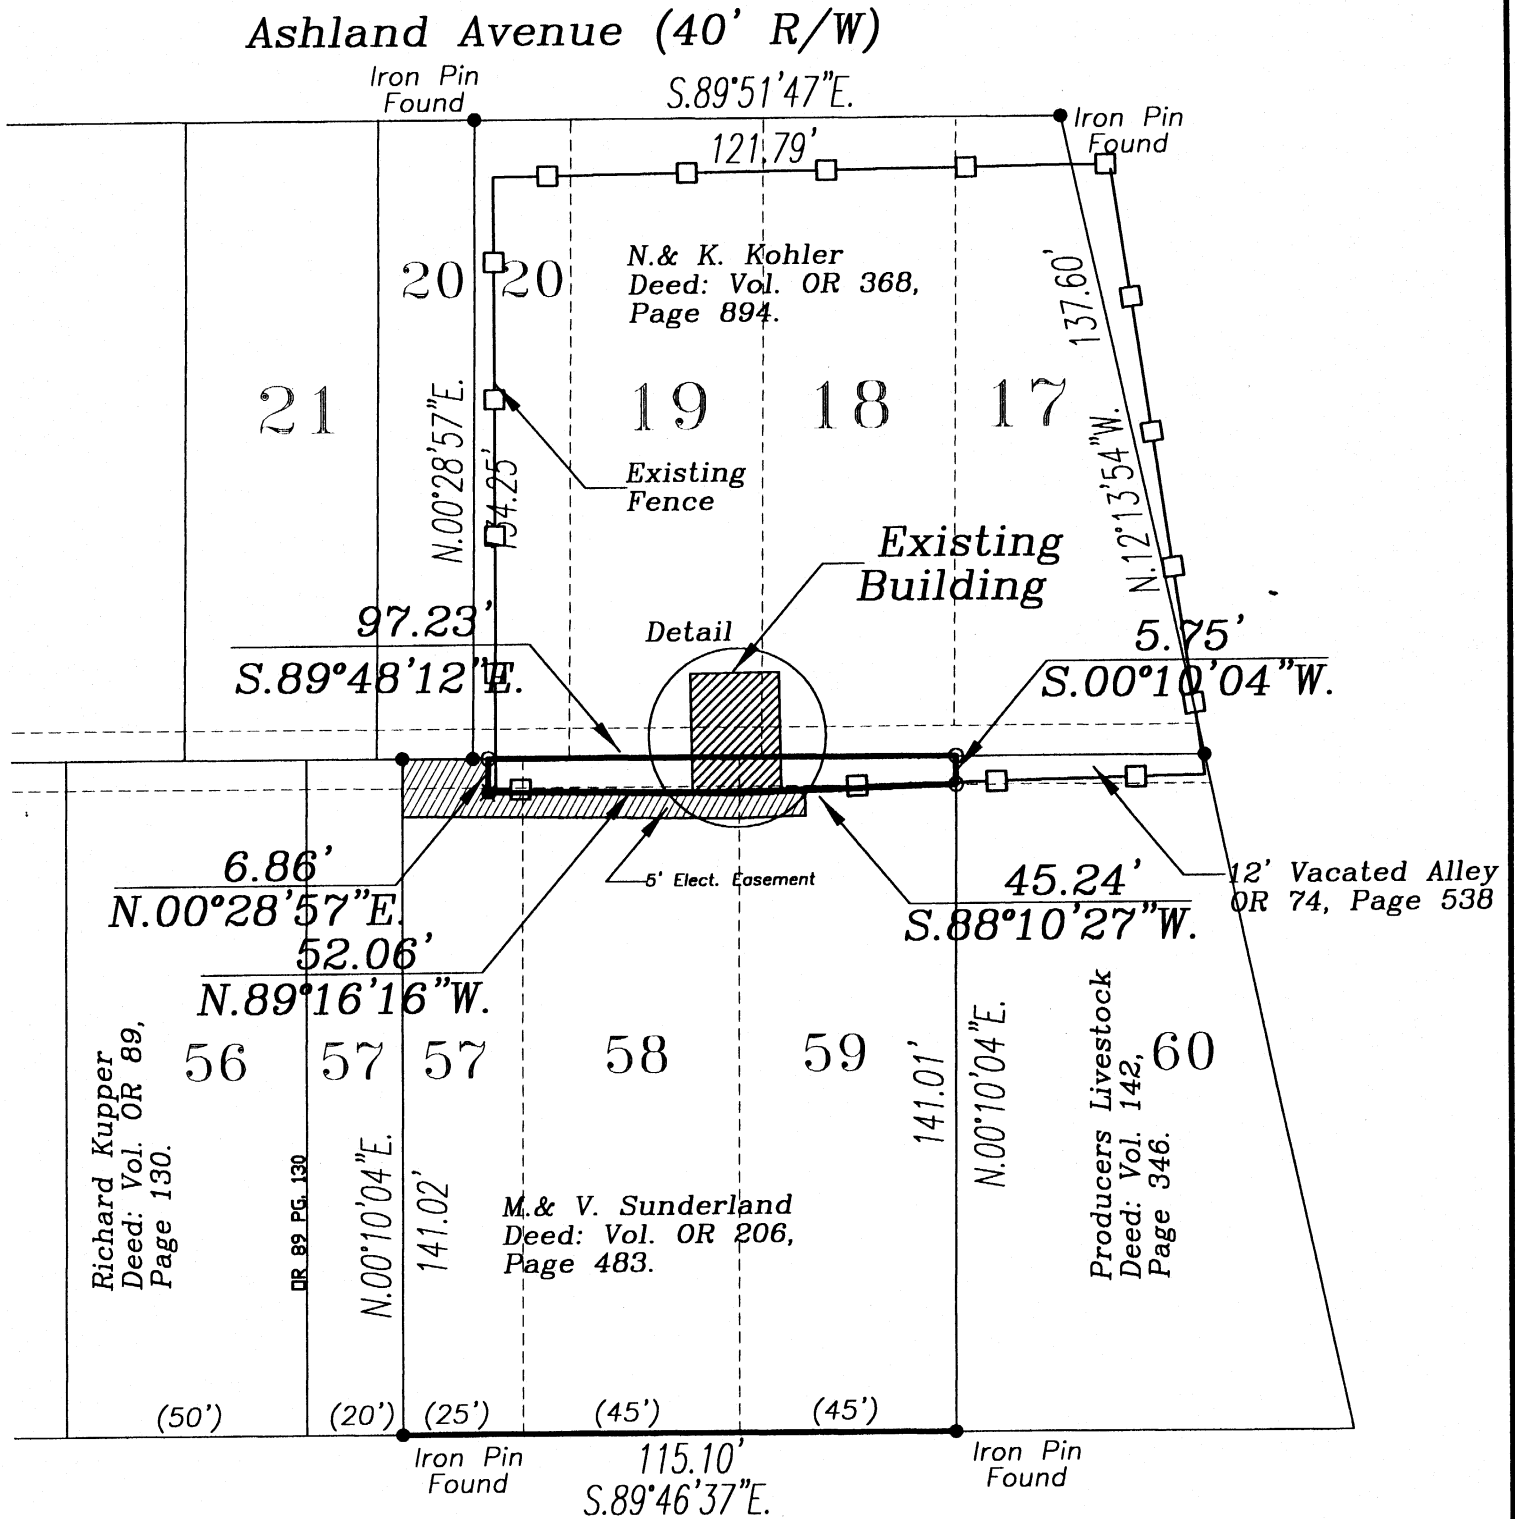 Ashland Avenue (40' R/W)
Iron Pin
Found
S.89°51'47"E.
Iron Pin
Found
121.79'
20
20
N.& K. Kohler
Deed: Vol. OR 368,
Page 894.
137.60'
N.12°13'54"W.
21
19
18
17
N.00°28'57"E.
134.25'
Existing
Fence
Existing
Building
97.23'
S.89°48'12"E.
Detail
5.75'
S.00°10'04"W.
6.86'
N.00°28'57"E.
5' Elect. Easement
45.24'
S.88°10'27"W.
12' Vacated Alley
OR 74, Page 538
52.06'
N.89°16'16"W.
56
57
57
58
59
60
Richard Kupper
Deed: Vol. OR 89,
Page 130.
OR 89 PG. 130
N.00°10'04"E.
141.02'
M.& V. Sunderland
Deed: Vol. OR 206,
Page 483.
141.01'
N.00°10'04"E.
Producers Livestock
Deed: Vol. 142,
Page 346.
(50')
(20')
(25')
(45')
(45')
Iron Pin
Found
115.10'
S.89°46'37"E.
Iron Pin
Found